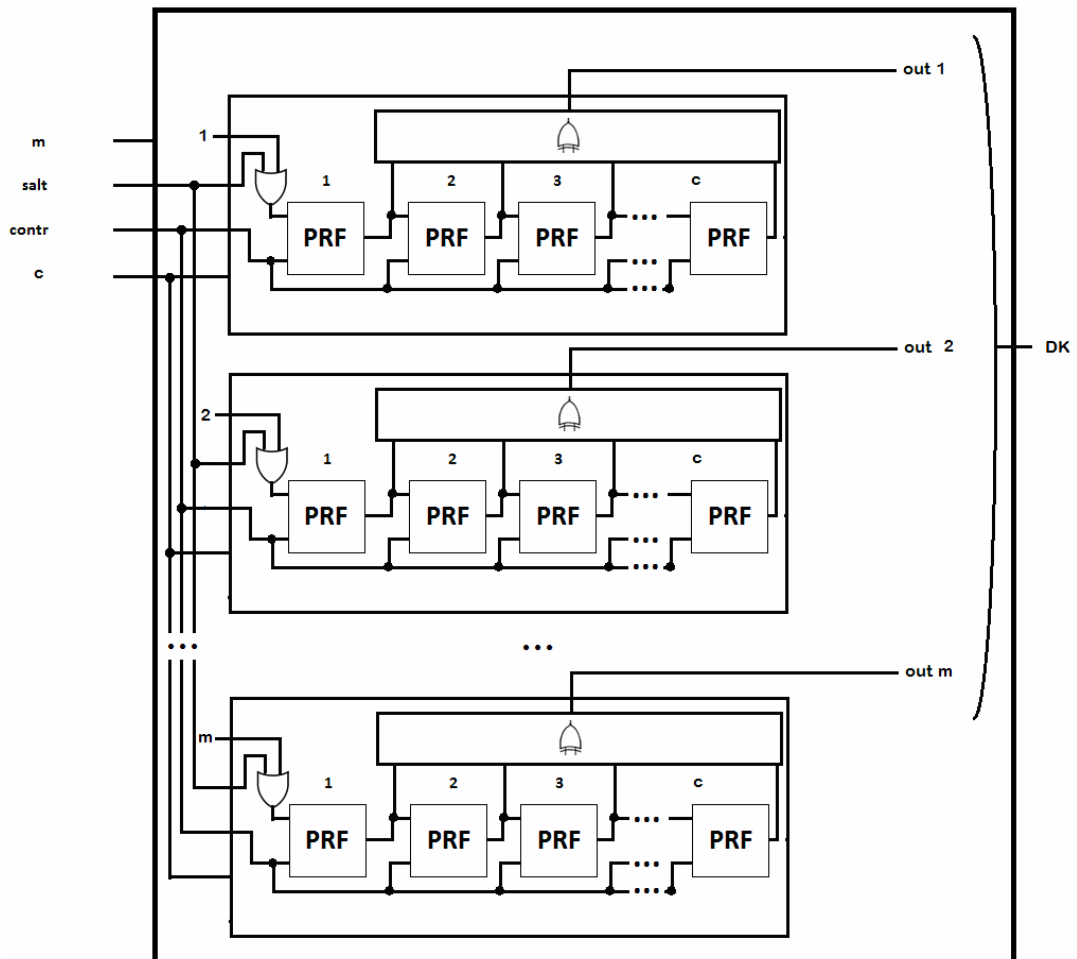 out 1
1
m
salt
1 2 3 c
contr
PRF PRF PRF ... PRF
c
...
...
out 2
DK
2
1 2 3 c
...
PRF PRF PRF PRF
...
...
... ...
out m
m
1 2 3 c
...
PRF PRF PRF PRF
...
...